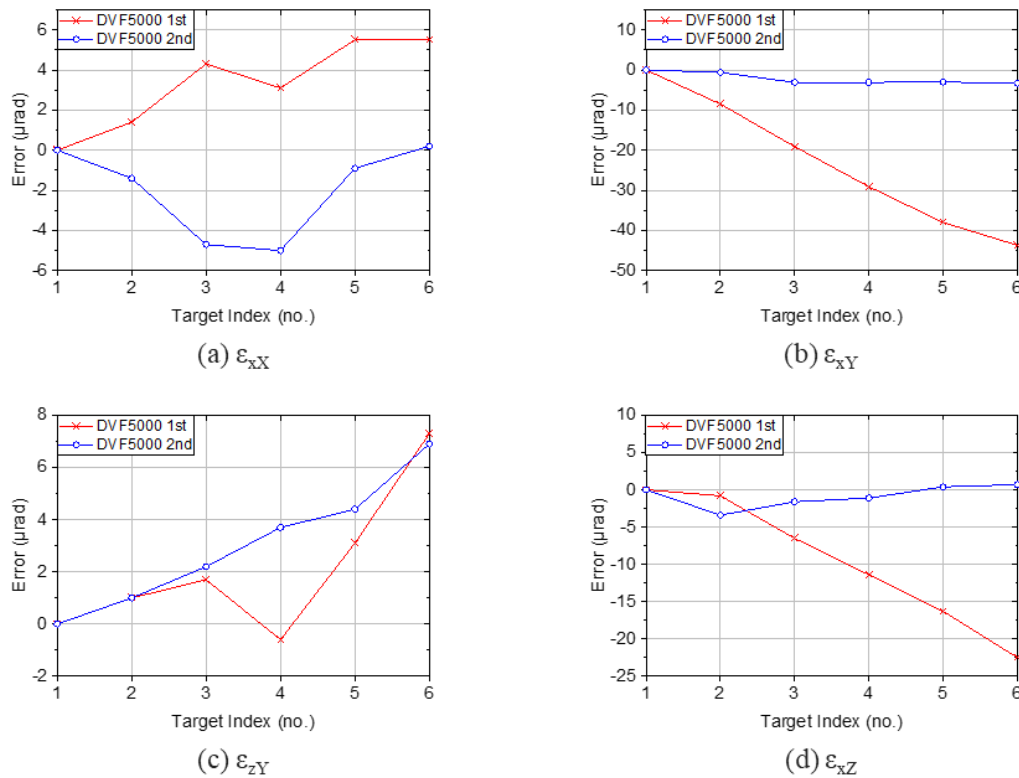 DVF5000 1st
DVF5000 2nd
6
4
2
0
-2
-4
-6
Error (μrad)
1 2 3 4 5 6
Target Index (no.)
(a) εxX
DVF5000 1st
DVF5000 2nd
10
0
-10
-20
-30
-40
-50
Error (μrad)
1 2 3 4 5 6
Target Index (no.)
(b) εxY
DVF5000 1st
DVF5000 2nd
8
6
4
2
0
-2
Error (μrad)
1 2 3 4 5 6
Target Index (no.)
(c) εzY
DVF5000 1st
DVF5000 2nd
10
5
0
-5
-10
-15
-20
-25
Error (μrad)
1 2 3 4 5 6
Target Index (no.)
(d) εxZ